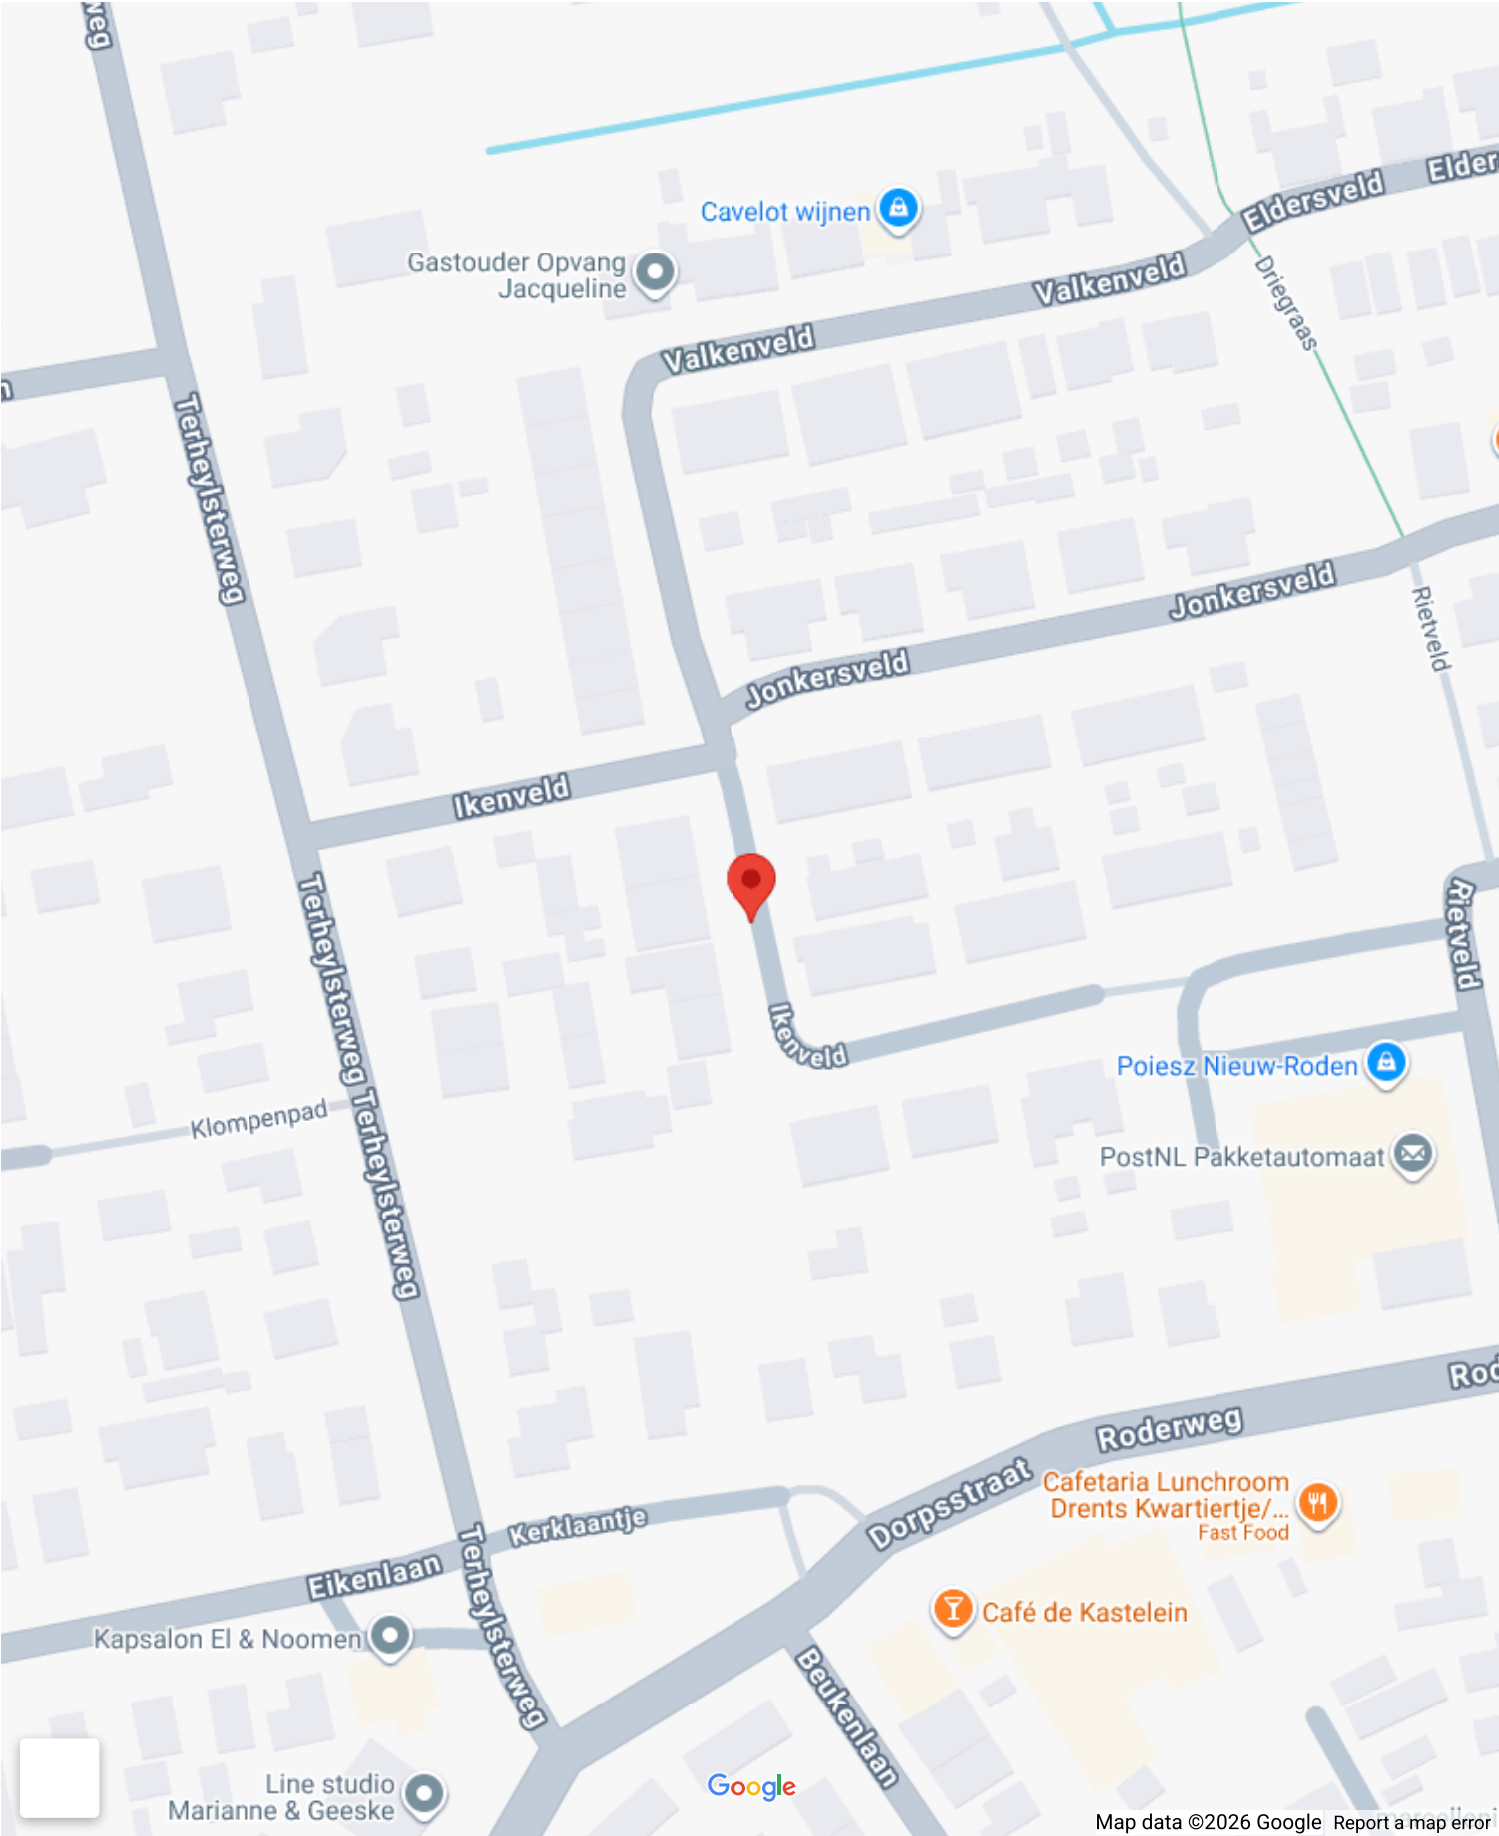 weg
Elder
Eldersveld
Cavelot wijnen
Gastouder Opvang
Jacqueline
Valkenveld
Driegraas
Valkenveld
n
Terheylsterweg
Jonkersveld
Rietveld
Jonkersveld
Ikenveld
Terheylsterweg
Rietveld
Ikenveld
Poiesz Nieuw-Roden
Klompenpad
PostNL Pakketautomaat
Terheylsterweg
Rod
Roderweg
Dorpsstraat
Cafetaria Lunchroom
Drents Kwartiertje/...
Fast Food
Kerklaantje
Eikenlaan
Terheylsterweg
Café de Kastelein
Kapsalon El & Noomen
Beukenlaan
Line studio
Marianne & Geeske
Google
Map data ©2026 Google
Report a map error